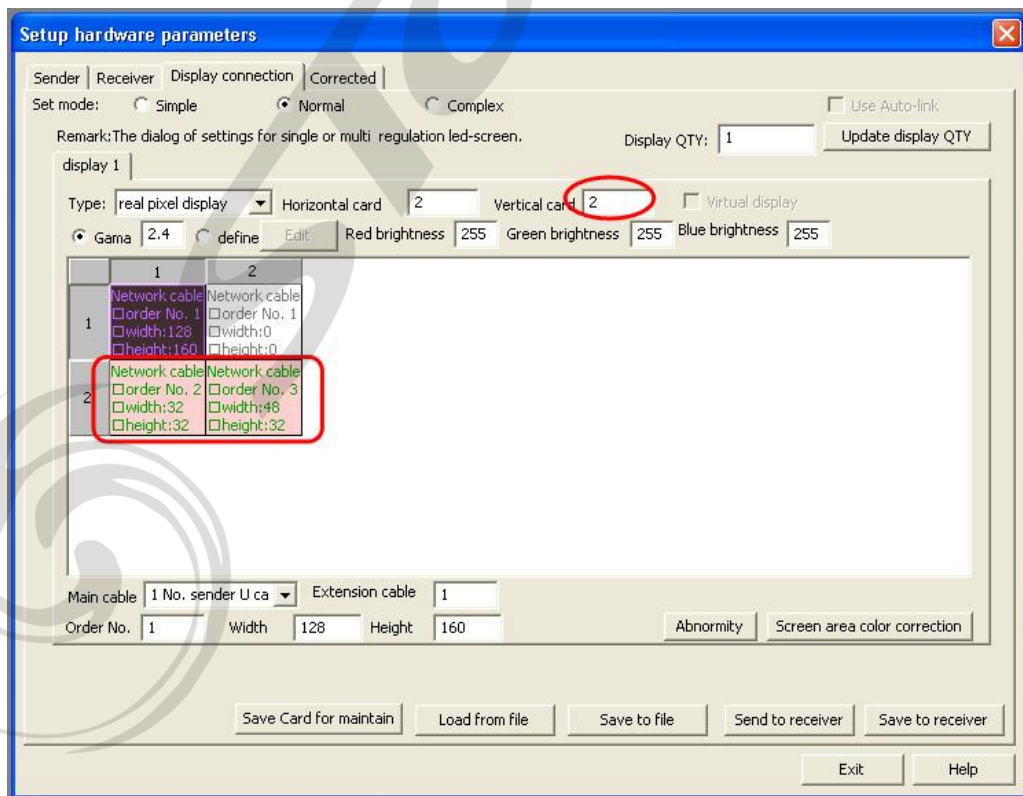 Setup hardware parameters
Sender Receiver Display connection Corrected
Set mode: Simple Normal Complex Use Auto-link
Remark:The dialog of settings for single or multi regulation led-screen. Display QTY: 1 Update display QTY
display 1
Type: real pixel display Horizontal card 2 Vertical card 2 Virtual display
Gama 2.4 define Edit Red brightness 255 Green brightness 255 Blue brightness 255
1 2
Network cable Network cable
1 order No. 1 order No. 1
width:128 width:0
height:160 height:0
Network cable Network cable
2 order No. 2 order No. 3
width:32 width:48
height:32 height:32
Main cable 1 No. sender U ca Extension cable 1
Order No. 1 Width 128 Height 160 Abnormity Screen area color correction
Save Card for maintain Load from file Save to file Send to receiver Save to receiver
Exit Help